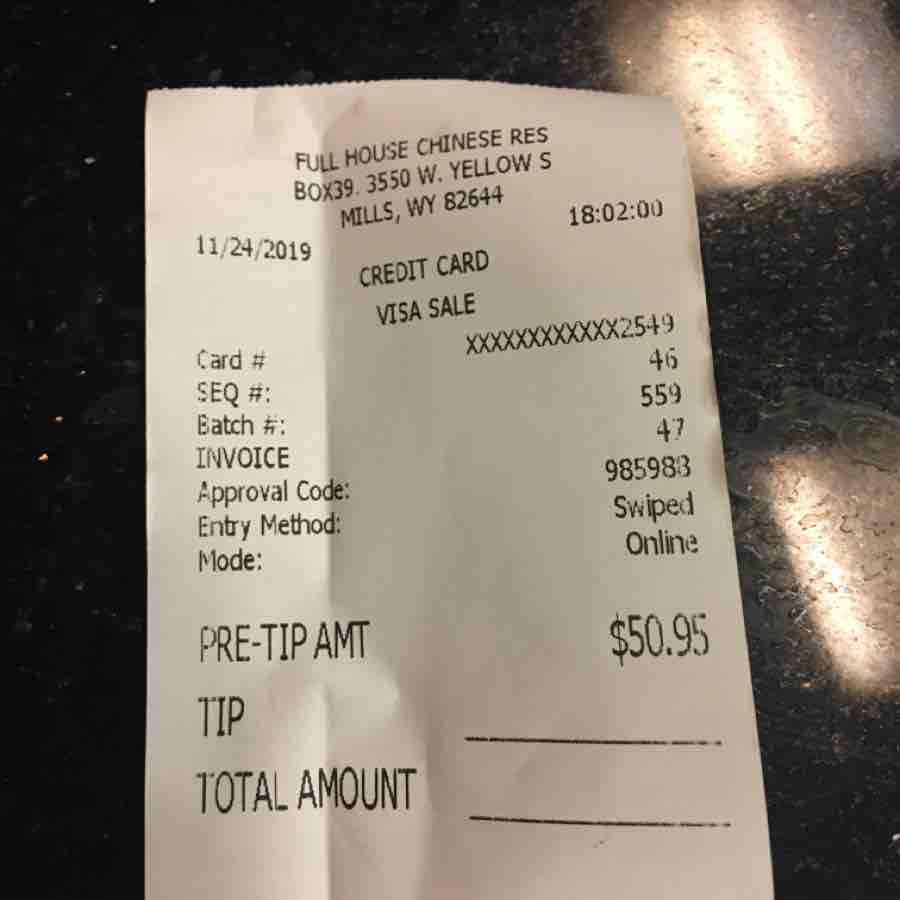 FULL HOUSE CHINESE RES
BOX39. 3550 W. YELLOW S
MILLS, WY 82644
11/24/2019 18:02:00
CREDIT CARD
VISA SALE
Card # XXXXXXXXXXXX2549
SEQ #: 46
Batch #: 559
INVOICE 47
Approval Code: 985988
Entry Method: Swiped
Mode: Online
PRE-TIP AMT $50.95
TIP
TOTAL AMOUNT